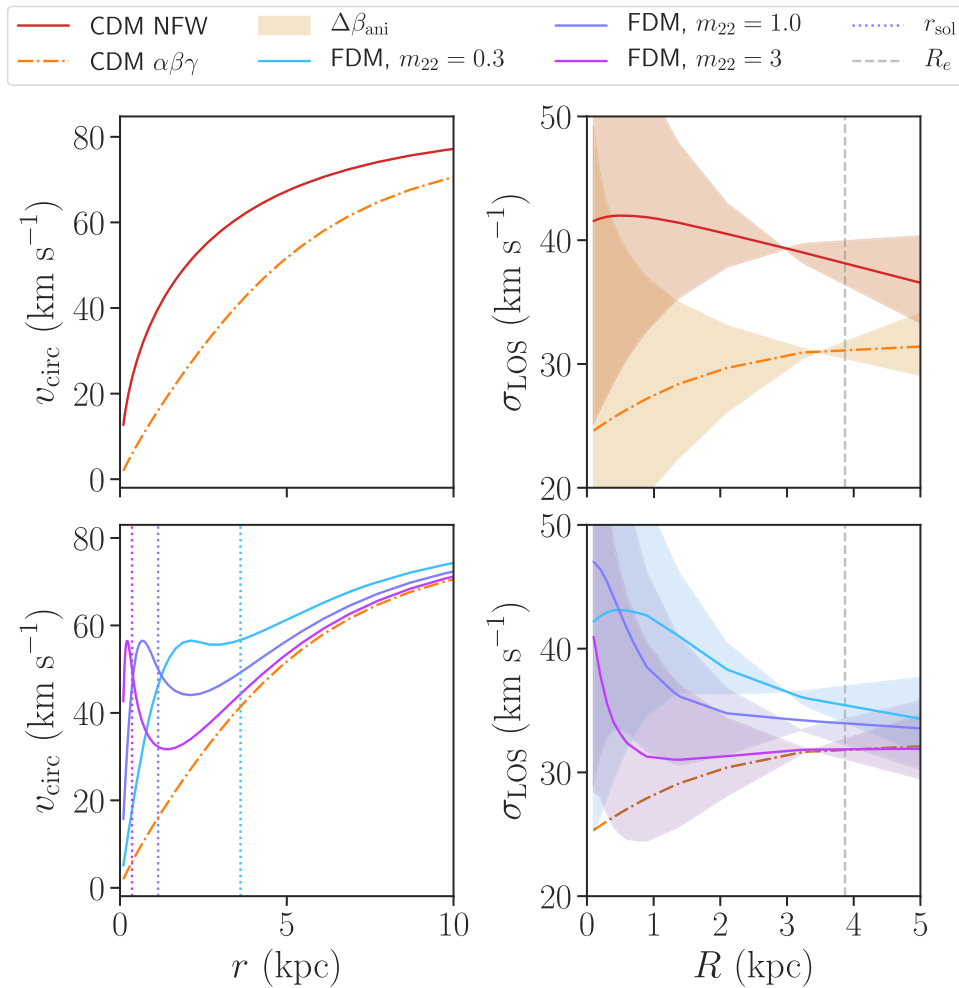 CDM NFW Δβ_ani FDM, m_22 = 1.0 r_sol
CDM αβγ FDM, m_22 = 0.3 FDM, m_22 = 3 R_e
80
60
40
20
0
v_circ (km s⁻¹)
0 5 10
50
40
30
20
σ_LOS (km s⁻¹)
80
60
40
20
0
v_circ (km s⁻¹)
0 5 10
r (kpc)
50
40
30
20
σ_LOS (km s⁻¹)
0 1 2 3 4 5
R (kpc)